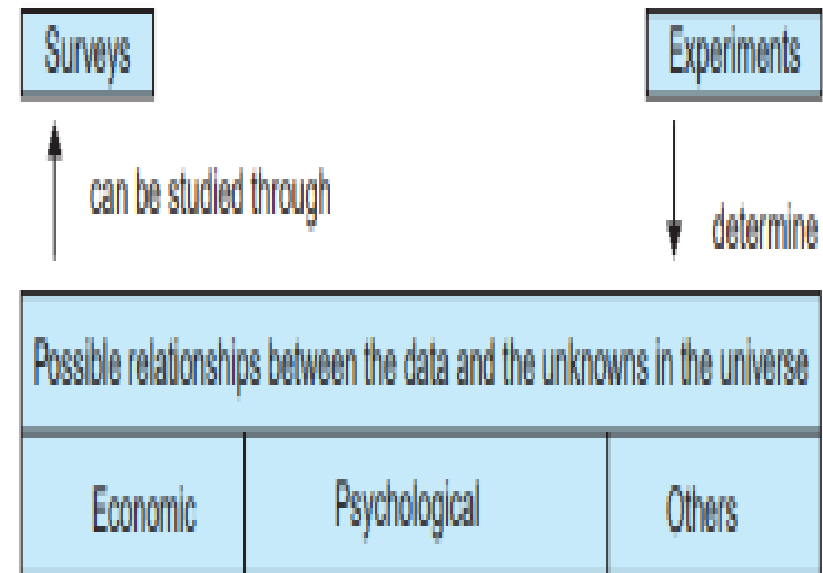 Surveys
Experiments
can be studied through
determine
Possible relationships between the data and the unknowns in the universe
Economic
Psychological
Others